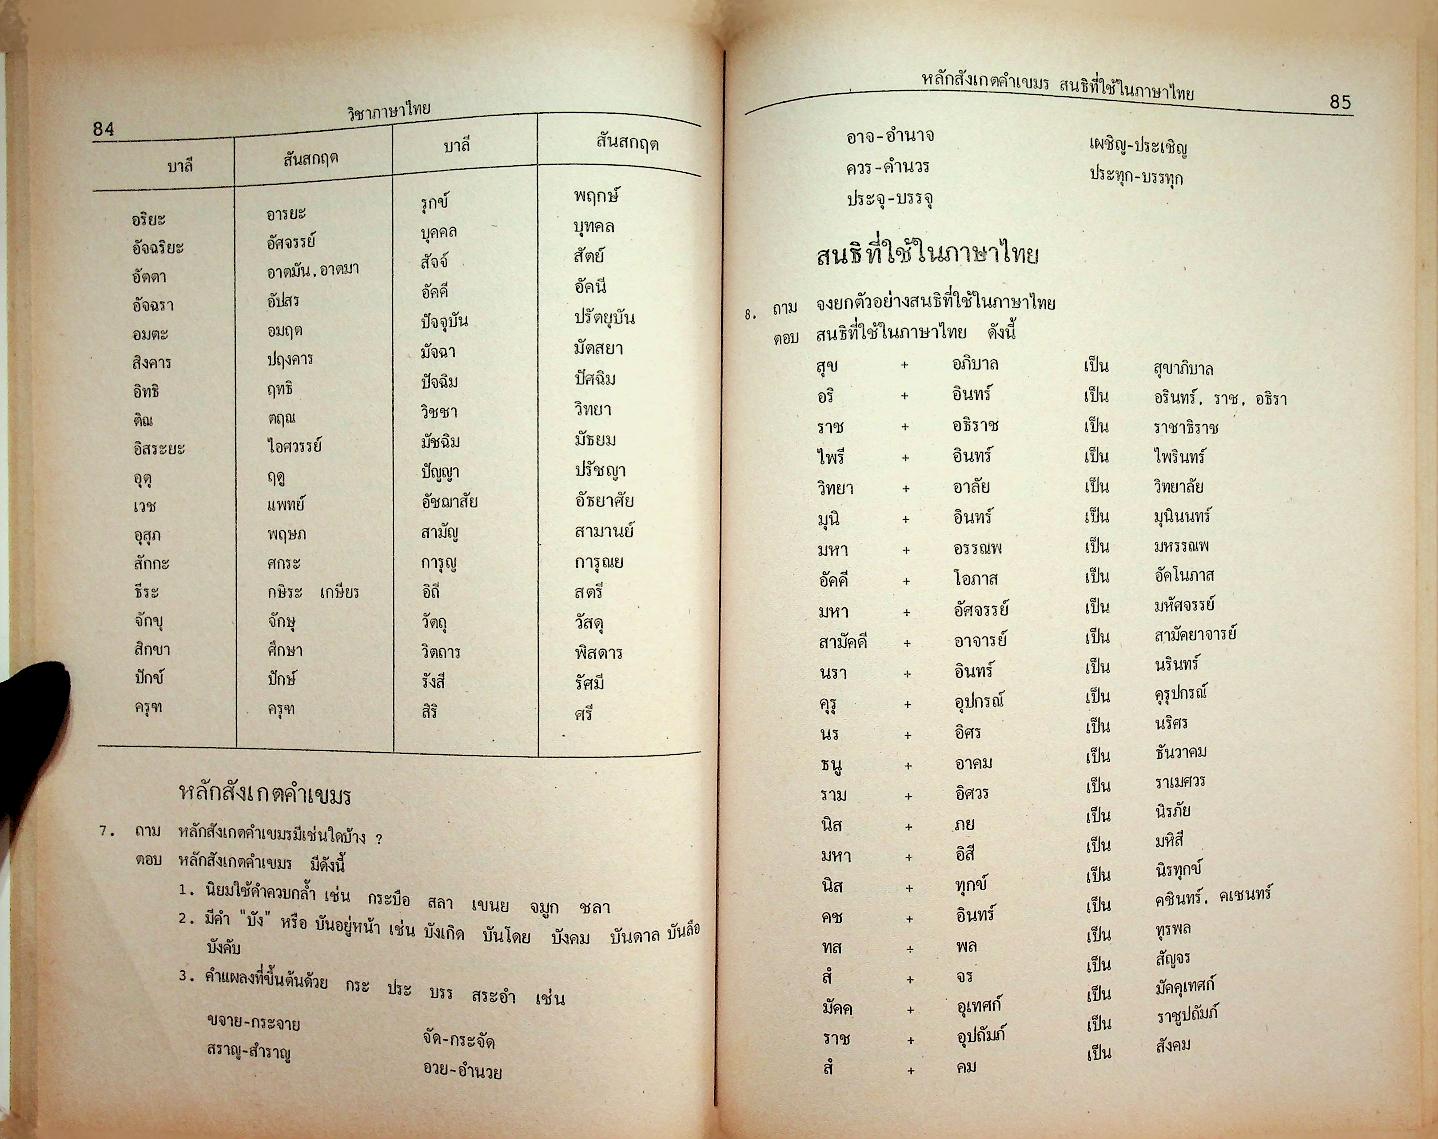 84
วิชาภาษาไทย
บาลี สันสกฤต บาลี สันสกฤต
อริยะ อารยะ รุกข์ พฤกษ์
อัจฉริยะ อัศจรรย์ บุคคล บุทคล
อัตตา อาตมัน,อาตมา สัจจ์ สัตย์
อัจฉรา อัปสร อัคคี อัคนี
อมตะ อมฤต ปัจจุบัน ปรัตยุบัน
สิงคาร ปฤงคาร มัจฉา มัตสยา
อิทธิ ฤทธิ ปัจฉิม ปัศฉิม
ติณ ตฤณ วิชชา วิทยา
อิสระยะ ไอศวรรย์ มัชฉิม มัธยม
อุตุ ฤดู ปัญญา ปรัชญา
เวช แพทย์ อัชฌาสัย อัธยาศัย
อุสุภ พฤษภ สามัญ สามานย์
สักกะ ศกระ การุญ การุณย
ธีระ กษิระ เกษียร อิถี สตรี
จักขุ จักษุ วัตถุ วัสดุ
สิกขา ศึกษา วิตถาร พิสดาร
ปักข์ ปักษ์ รังสี รัศมี
ครุฑ ครุฑ สิริ ศรี
หลักสังเกตคำเขมร
7. ถาม หลักสังเกตคำเขมรมีเช่นใดบ้าง ?
ตอบ หลักสังเกตคำเขมร มีดังนี้
1. นิยมใช้คำควบกล้ำ เช่น กระบือ สลา เขนย จมูก ชลา
2. มีคำ "บัง" หรือ บันอยู่หน้า เช่น บังเกิด บันโดย บังคม บันดาล บันลือ
บังคับ
3. คำแผลงที่ขึ้นต้นด้วย กระ ประ บรร สระอำ เช่น
ขจาย-กระจาย จัด-กระจัด
สราญ-สำราญ อวย-อำนวย
หลักสังเกตคำเขมร สนธิที่ใช้ในภาษาไทย
85
อาจ-อำนาจ เผชิญ-ประเชิญ
ควร-คำนวร ประทุก-บรรทุก
ประจุ-บรรจุ
สนธิที่ใช้ในภาษาไทย
8. ถาม จงยกตัวอย่างสนธิที่ใช้ในภาษาไทย
ตอบ สนธิที่ใช้ในภาษาไทย ดังนี้
สุข + อภิบาล เป็น สุขาภิบาล
อริ + อินทร์ เป็น อรินทร์, ราช, อธิรา
ราช + อธิราช เป็น ราชาธิราช
ไพรี + อินทร์ เป็น ไพรินทร์
วิทยา + อาลัย เป็น วิทยาลัย
มุนิ + อินทร์ เป็น มุนินนทร์
มหา + อรรณพ เป็น มหรรณพ
อัคคี + โอภาส เป็น อัคโนภาส
มหา + อัศจรรย์ เป็น มหัศจรรย์
สามัคคี + อาจารย์ เป็น สามัคยาจารย์
นรา + อินทร์ เป็น นรินทร์
คุรุ + อุปกรณ์ เป็น คุรุปกรณ์
นร + อิศร เป็น นริศร
ธนู + อาคม เป็น ธันวาคม
ราม + อิศวร เป็น ราเมศวร
นิส + ภย เป็น นิรภัย
มหา + อิสี เป็น มหิสี
นิส + ทุกข์ เป็น นิรทุกข์
คช + อินทร์ เป็น คชินทร์, คเชนทร์
ทส + พล เป็น ทุรพล
สํ + จร เป็น สัญจร
มัคค + อุเทศก์ เป็น มัคคุเทศก์
ราช + อุปถัมภ์ เป็น ราชูปถัมภ์
สํ + คม เป็น สังคม